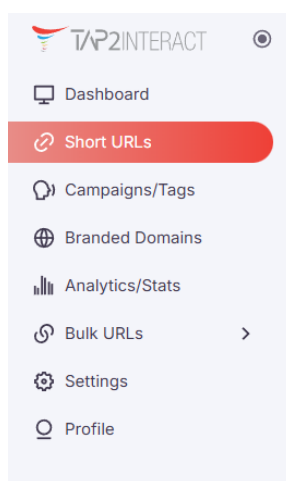 TAP2INTERACT
Dashboard
Short URLs
Campaigns/Tags
Branded Domains
Analytics/Stats
Bulk URLs
Settings
Profile